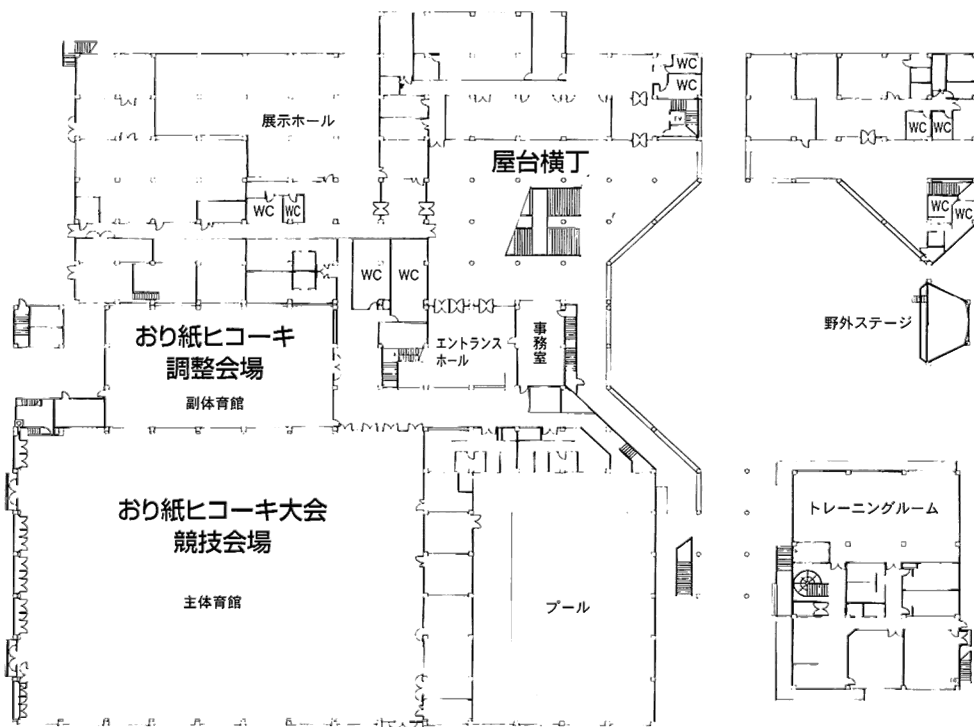 WC
WC
展示ホール
WC
WC
屋台横丁
WC
WC
WC
WC
WC
WC
おり紙ヒコーキ
調整会場
副体育館
エントランス
ホール
事務室
野外ステージ
おり紙ヒコーキ大会
競技会場
主体育館
プール
トレーニングルーム